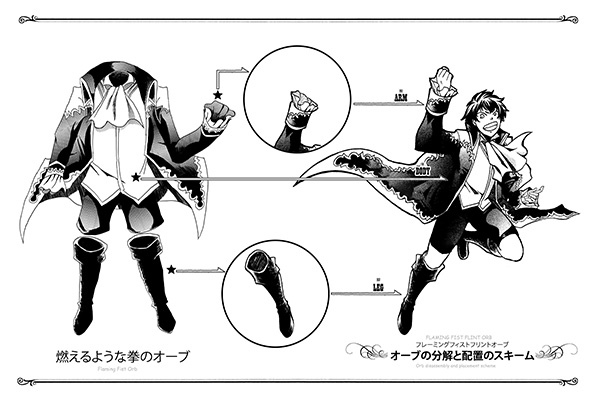 ARM
BODY
LEG
燃えるような拳のオーブ
Flaming Fist Orb
FLAMING FIST FLINT ORB
フレーミングフィストフリントオーブ
オーブの分解と配置のスキーム
Orb disassembly and placement scheme